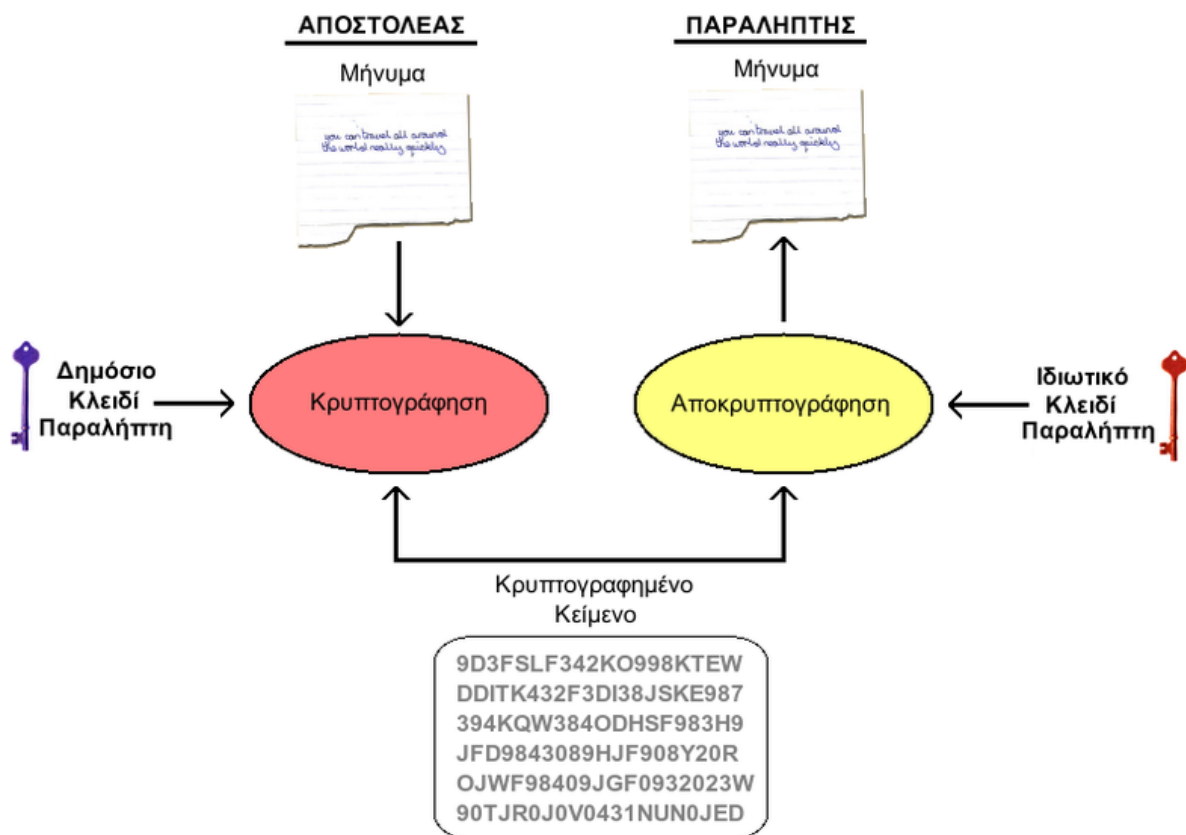 ΑΠΟΣΤΟΛΕΑΣ
Μήνυμα
you can travel all around
the world really quickly
ΠΑΡΑΛΗΠΤΗΣ
Μήνυμα
you can travel all around
the world really quickly
Δημόσιο
Κλειδί
Παραλήπτη
Κρυπτογράφηση
Αποκρυπτογράφηση
Ιδιωτικό
Κλειδί
Παραλήπτη
Κρυπτογραφημένο
Κείμενο
9D3FSLF342KO998KTEW
DDITK432F3DI38JSKE987
394KQW384ODHSF983H9
JFD9843089HJF908Y20R
OJWF98409JGF0932023W
90TJR0J0V0431NUN0JED